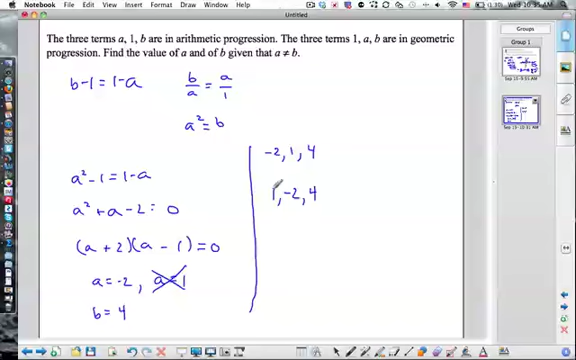 Notebook File Edit View Insert Format Draw Window Help
Untitled
The three terms a, 1, b are in arithmetic progression. The three terms 1, a, b are in geometric
progression. Find the value of a and of b given that a ≠ b.
b-1=1-a
b/a = a/1
a²=b
-2, 1, 4
1, -2, 4
a²-1=1-a
a²+a-2=0
(a+2)(a-1)=0
a=-2, a=1
b=4
Group 1